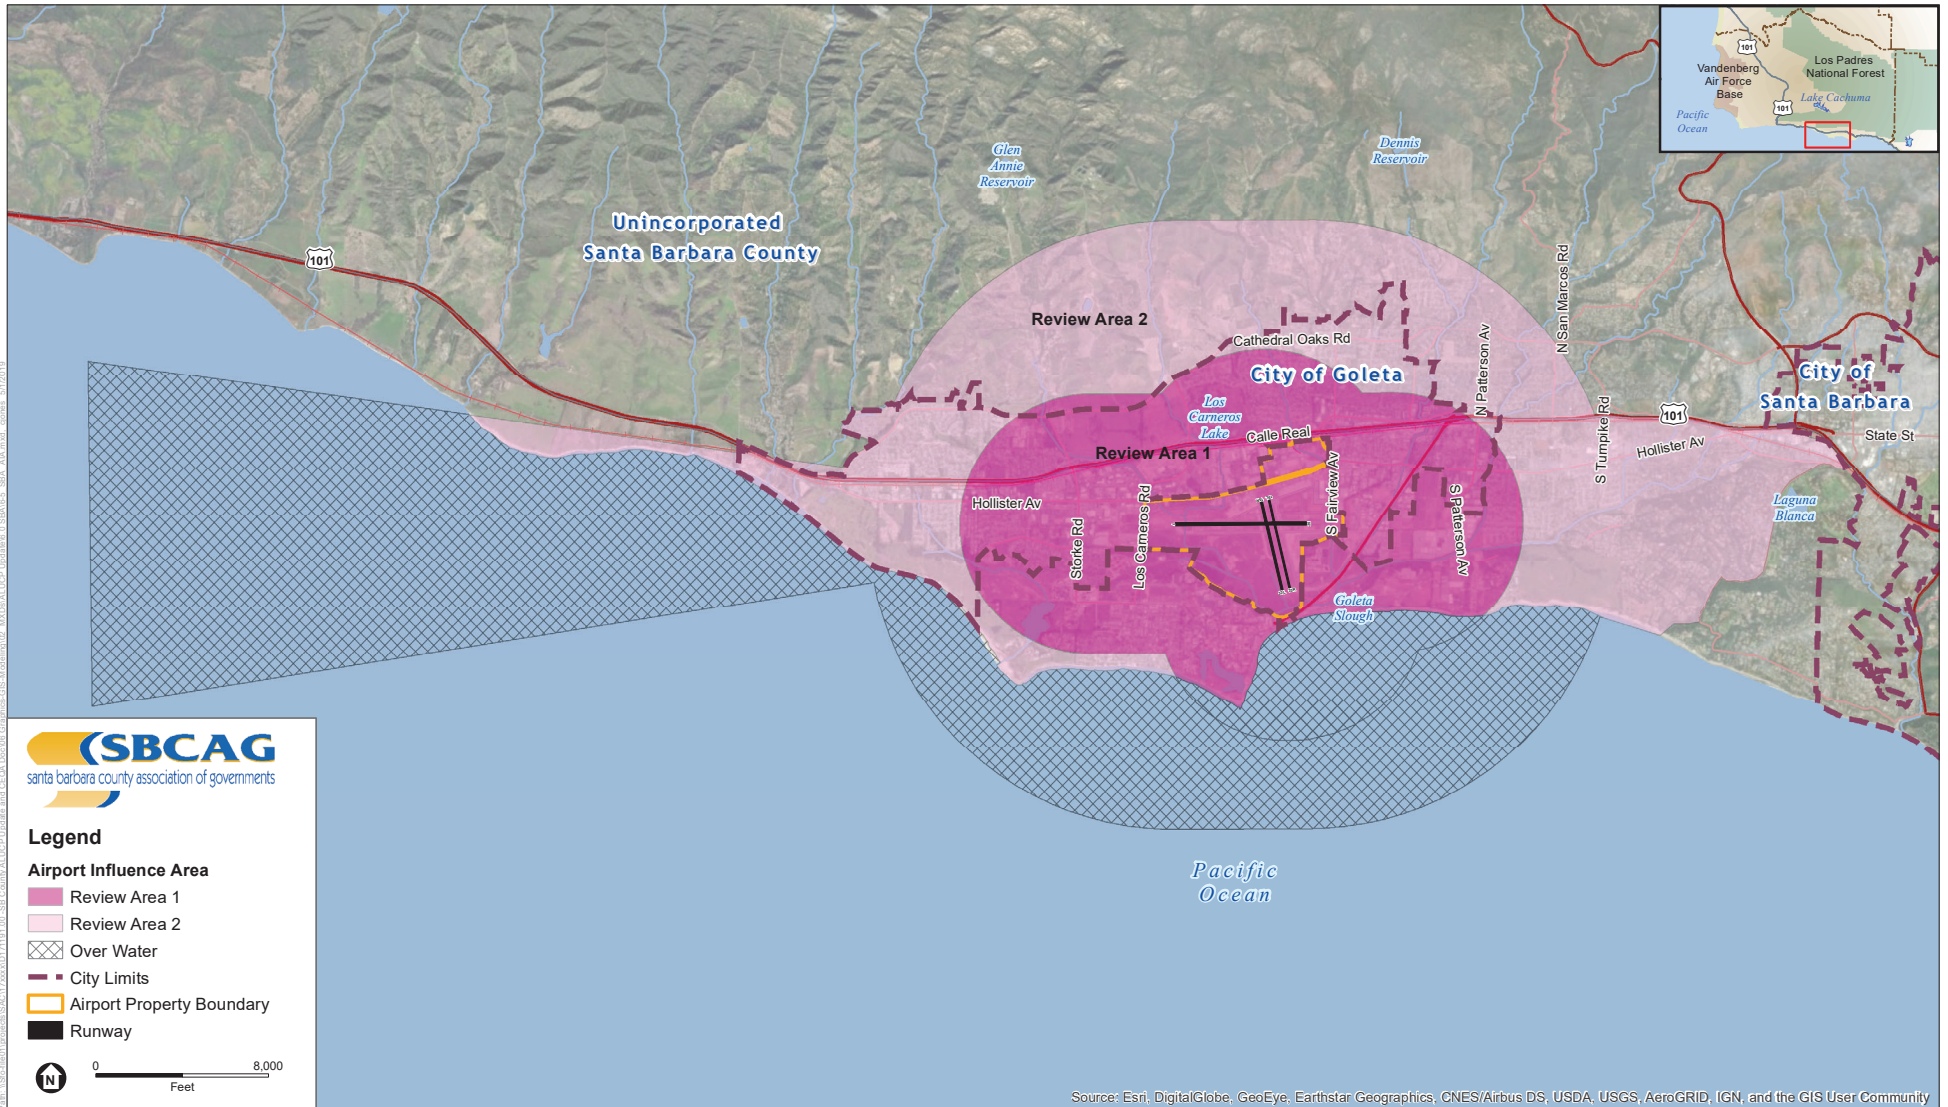 101
Vandenberg
Air Force
Base
Los Padres
National Forest
Lake Cachuma
101
Pacific
Ocean
Glen
Annie
Reservoir
Dennis
Reservoir
Unincorporated
Santa Barbara County
101
N San Marcos Rd
Review Area 2
Cathedral Oaks Rd
N Patterson Av
City of Goleta
City of
Santa Barbara
Los
Carneros
Lake
101
S Turnpike Rd
Calle Real
State St
Hollister Av
Review Area 1
S Fairview Av
Hollister Av
Los Carneros Rd
Storke Rd
S Patterson Av
Laguna
Blanca
Goleta
Slough
SBCAG
santa barbara county association of governments
Pacific
Ocean
Legend
Airport Influence Area
Review Area 1
Review Area 2
Over Water
City Limits
Airport Property Boundary
Runway
N
0
8,000
Feet
Source: Esri, DigitalGlobe, GeoEye, Earthstar Geographics, CNES/Airbus DS, USDA, USGS, AeroGRID, IGN, and the GIS User Community